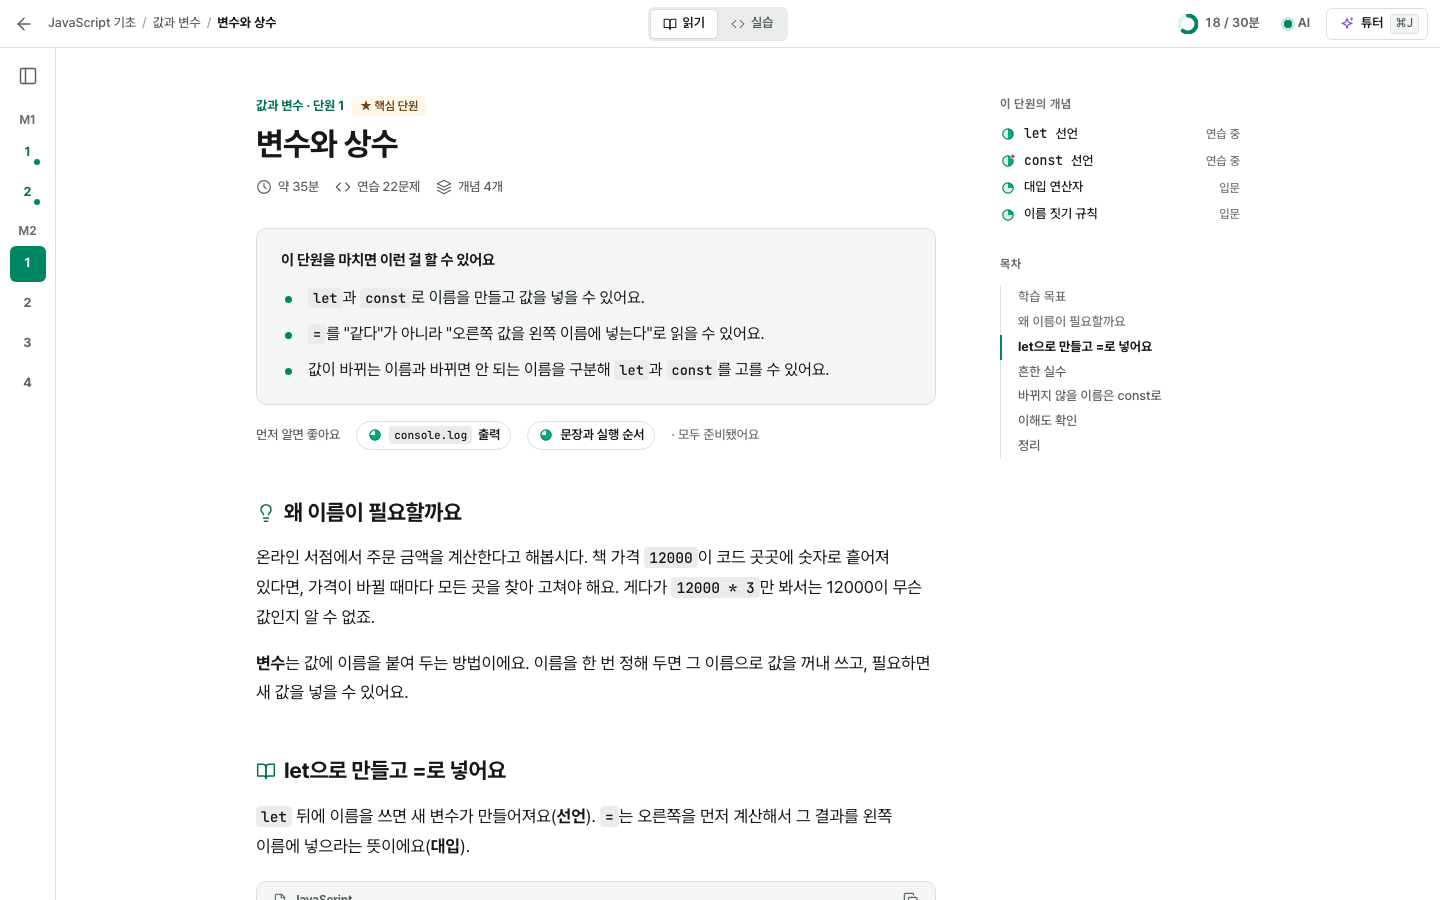 JavaScript 기초 / 값과 변수 / 변수와 상수
읽기
실습
18 / 30분
AI
튜터 ⌘J
M1
1
2
M2
1
2
3
4
값과 변수 · 단원 1 ★ 핵심 단원
변수와 상수
약 35분 연습 22문제 개념 4개
이 단원을 마치면 이런 걸 할 수 있어요
let과 const로 이름을 만들고 값을 넣을 수 있어요.
=를 "같다"가 아니라 "오른쪽 값을 왼쪽 이름에 넣는다"로 읽을 수 있어요.
값이 바뀌는 이름과 바뀌면 안 되는 이름을 구분해 let과 const를 고를 수 있어요.
먼저 알면 좋아요 console.log 출력 문장과 실행 순서 · 모두 준비됐어요
왜 이름이 필요할까요
온라인 서점에서 주문 금액을 계산한다고 해봅시다. 책 가격 12000이 코드 곳곳에 숫자로 흩어져
있다면, 가격이 바뀔 때마다 모든 곳을 찾아 고쳐야 해요. 게다가 12000 * 3만 봐서는 12000이 무슨
값인지 알 수 없죠.
변수는 값에 이름을 붙여 두는 방법이에요. 이름을 한 번 정해 두면 그 이름으로 값을 꺼내 쓰고, 필요하면
새 값을 넣을 수 있어요.
let으로 만들고 =로 넣어요
let 뒤에 이름을 쓰면 새 변수가 만들어져요(선언). =는 오른쪽을 먼저 계산해서 그 결과를 왼쪽
이름에 넣으라는 뜻이에요(대입).
JavaScript
이 단원의 개념
let 선언 연습 중
const 선언 연습 중
대입 연산자 입문
이름 짓기 규칙 입문
목차
학습 목표
왜 이름이 필요할까요
let으로 만들고 =로 넣어요
흔한 실수
바뀌지 않을 이름은 const로
이해도 확인
정리